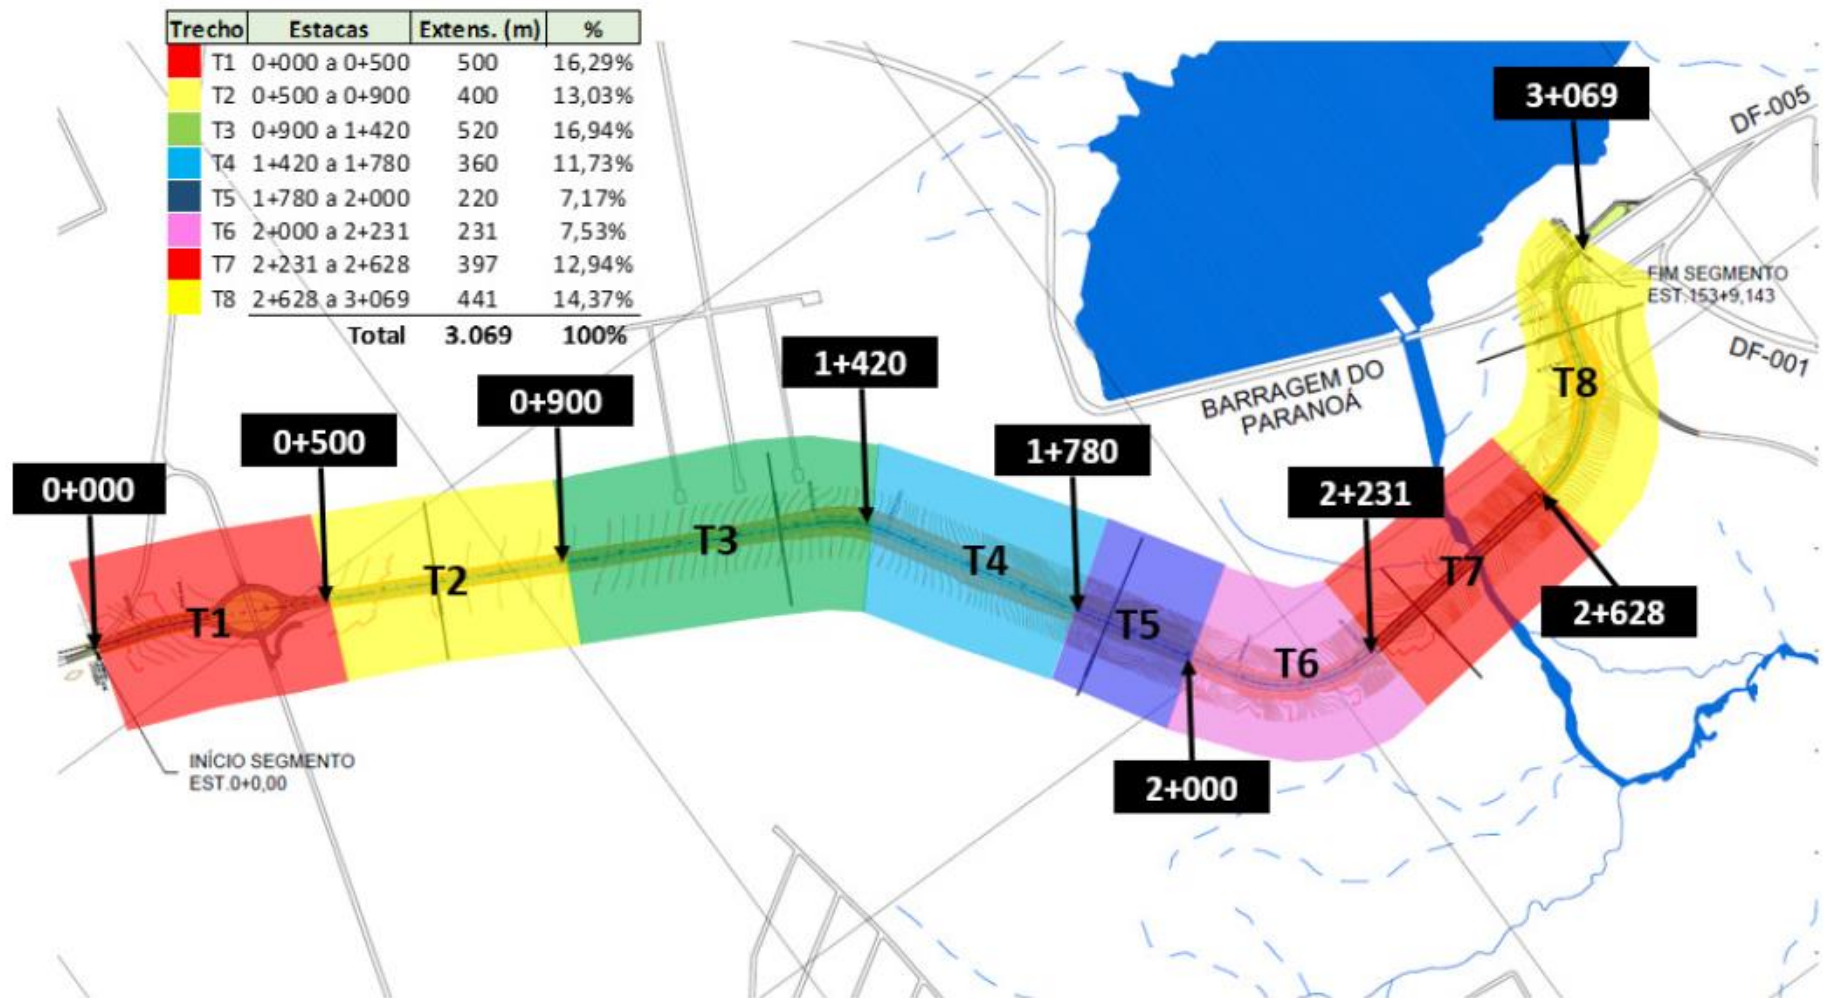 Trecho Estacas Extens. (m) %
T1 0+000 a 0+500 500 16,29%
T2 0+500 a 0+900 400 13,03%
T3 0+900 a 1+420 520 16,94%
T4 1+420 a 1+780 360 11,73%
T5 1+780 a 2+000 220 7,17%
T6 2+000 a 2+231 231 7,53%
T7 2+231 a 2+628 397 12,94%
T8 2+628 a 3+069 441 14,37%
Total 3.069 100%
3+069
DF-005
FIM SEGMENTO
EST.153+9,143
DF-001
BARRAGEM DO
PARANOÁ
1+420
0+900
0+500
0+000
1+780
2+231
2+628
2+000
T1
T2
T3
T4
T5
T6
T7
T8
INÍCIO SEGMENTO
EST.0+0,00